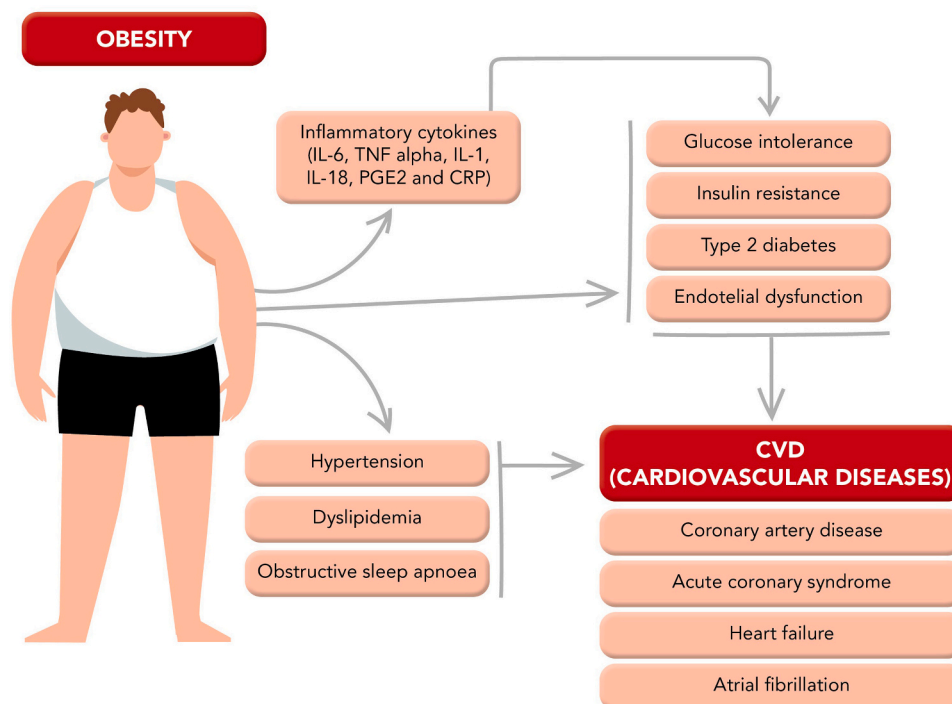 OBESITY
Inflammatory cytokines
(IL-6, TNF alpha, IL-1,
IL-18, PGE2 and CRP)
Glucose intolerance
Insulin resistance
Type 2 diabetes
Endotelial dysfunction
Hypertension
Dyslipidemia
Obstructive sleep apnoea
CVD
(CARDIOVASCULAR DISEASES)
Coronary artery disease
Acute coronary syndrome
Heart failure
Atrial fibrillation